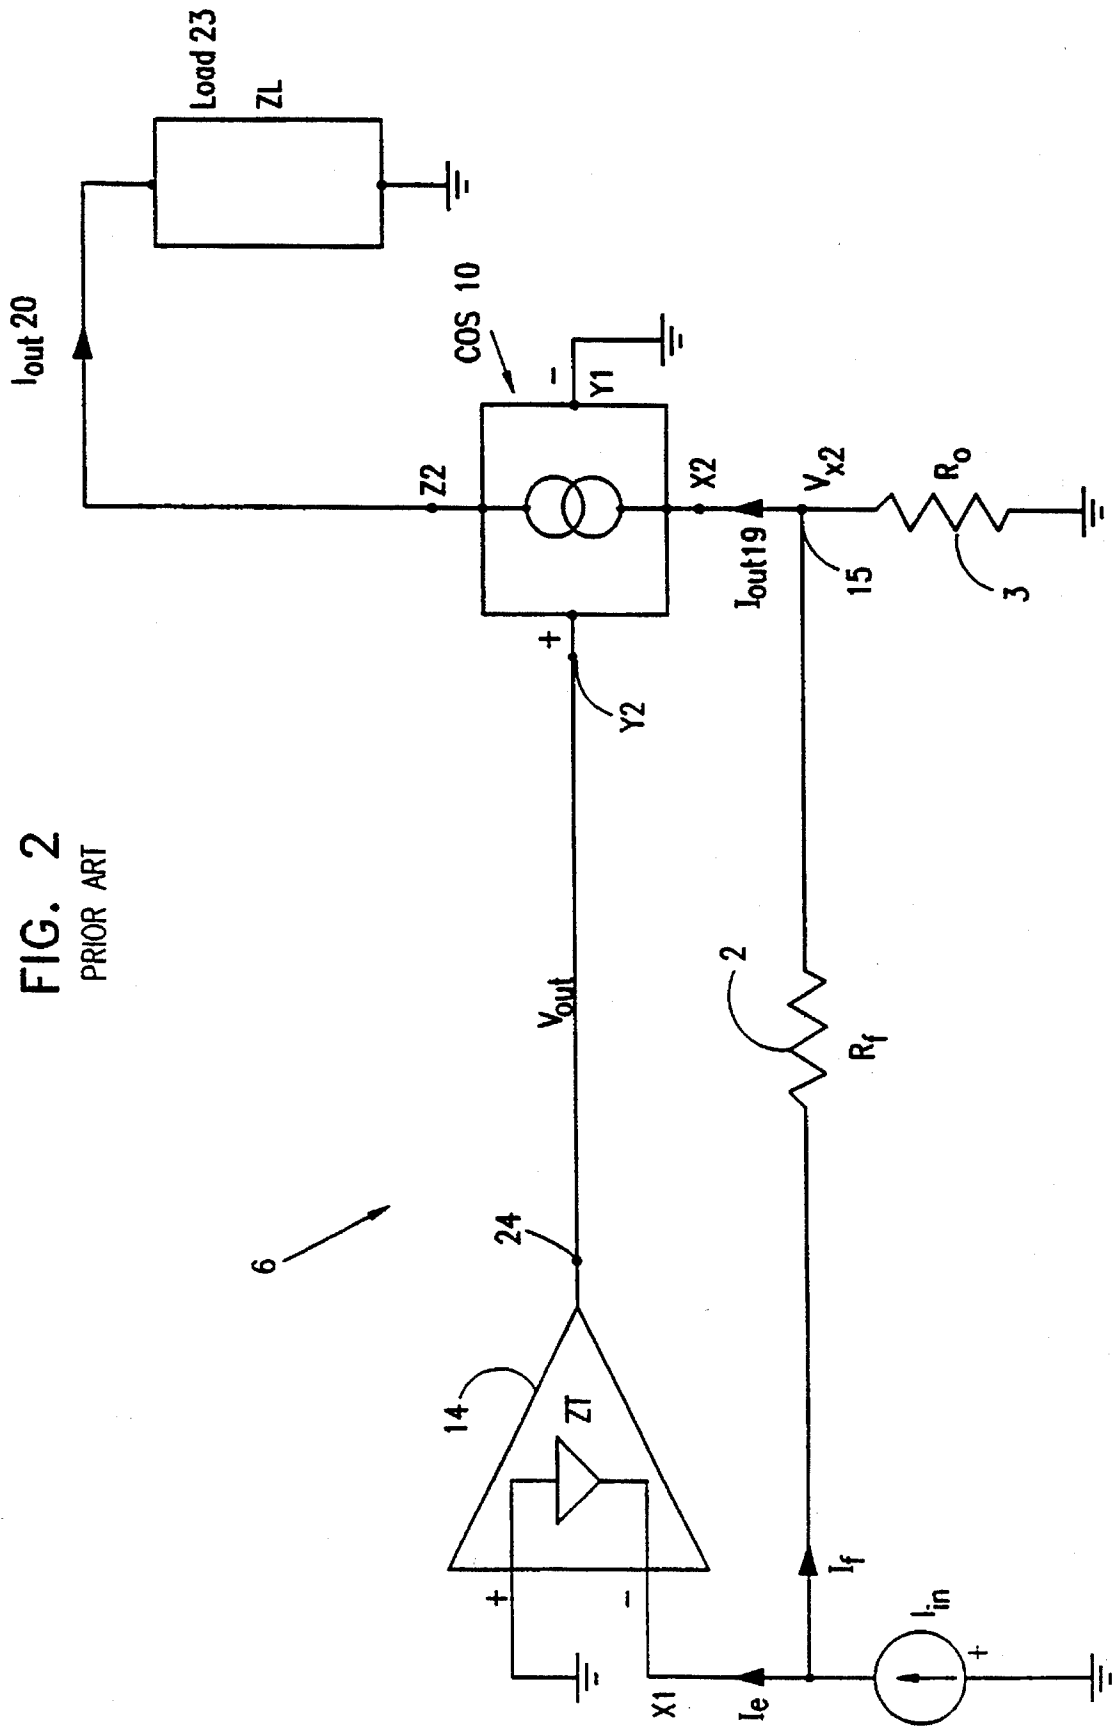 FIG. 2
PRIOR ART
6
Iout 20
Load 23
ZL
COS 10
Z2
-
Y1
+
Y2
X2
Iout19
Vx2
15
Ro
3
Vout
24
14
ZT
+
-
2
Rf
If
X1
Ie
Iin
+